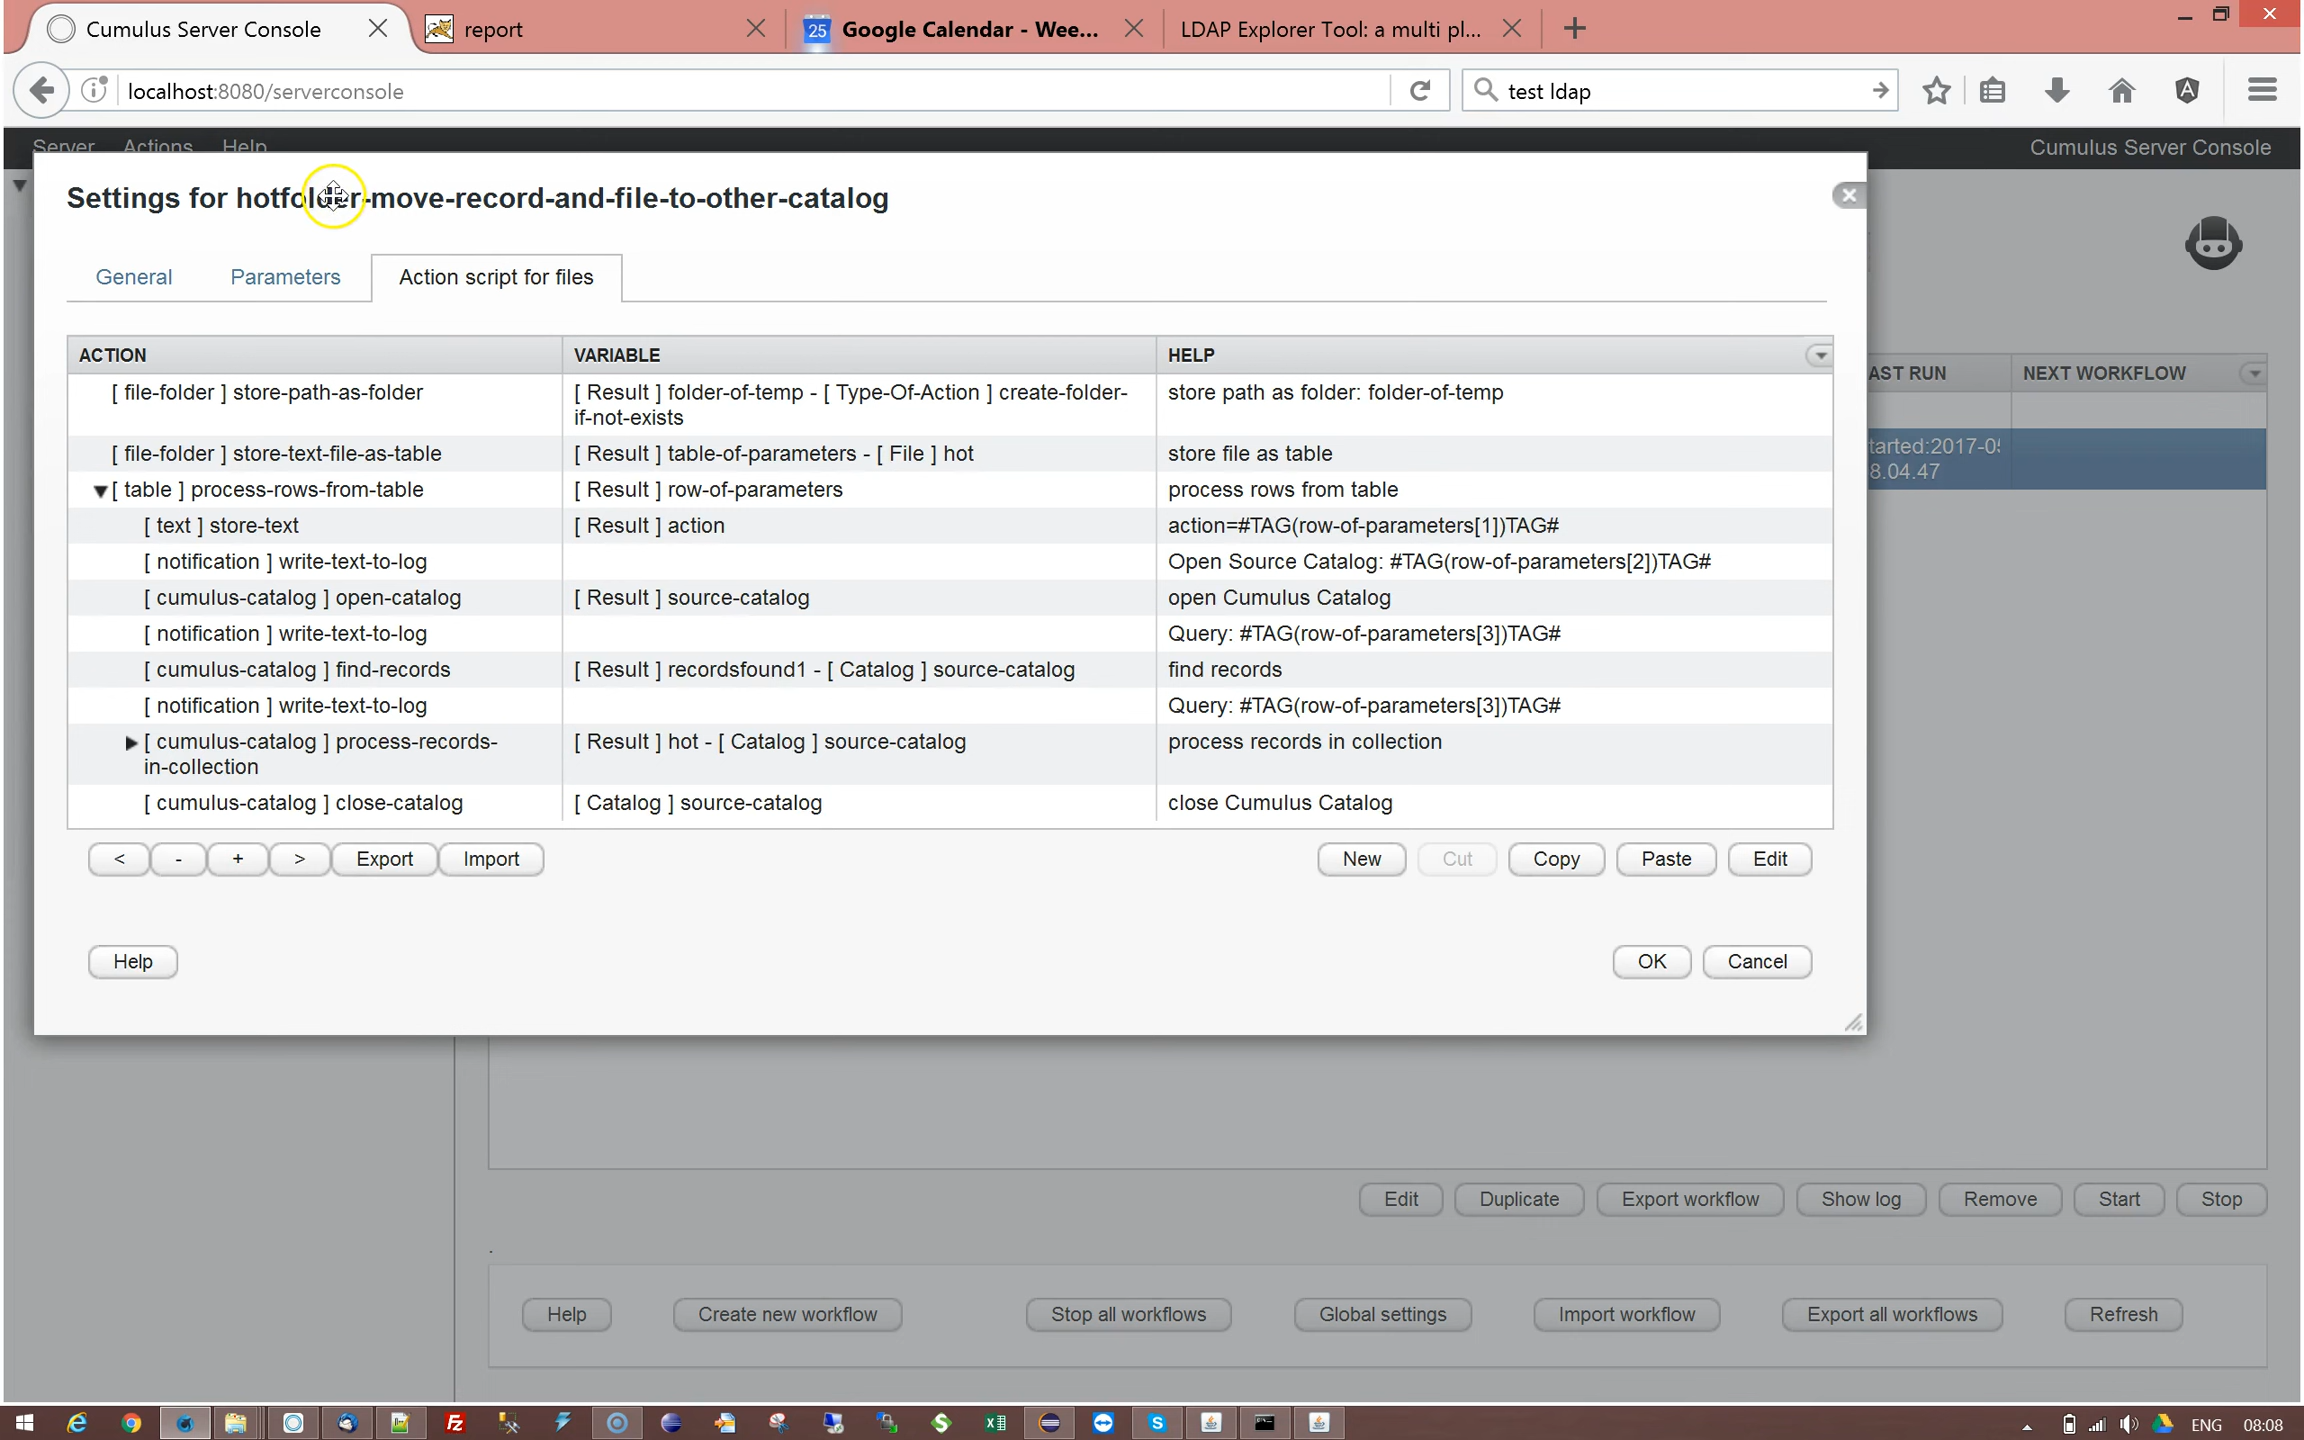 Cumulus Server Console
report
25
Google Calendar - Wee...
LDAP Explorer Tool: a multi pl...
localhost:8080/serverconsole
test ldap
Server Actions Help
Cumulus Server Console
Settings for hotfolder-move-record-and-file-to-other-catalog
General Parameters Action script for files
ACTION VARIABLE HELP
[ file-folder ] store-path-as-folder [ Result ] folder-of-temp - [ Type-Of-Action ] create-folder- store path as folder: folder-of-temp
if-not-exists
[ file-folder ] store-text-file-as-table [ Result ] table-of-parameters - [ File ] hot store file as table
[ table ] process-rows-from-table [ Result ] row-of-parameters process rows from table
[ text ] store-text [ Result ] action action=#TAG(row-of-parameters[1])TAG#
[ notification ] write-text-to-log Open Source Catalog: #TAG(row-of-parameters[2])TAG#
[ cumulus-catalog ] open-catalog [ Result ] source-catalog open Cumulus Catalog
[ notification ] write-text-to-log Query: #TAG(row-of-parameters[3])TAG#
[ cumulus-catalog ] find-records [ Result ] recordsfound1 - [ Catalog ] source-catalog find records
[ notification ] write-text-to-log Query: #TAG(row-of-parameters[3])TAG#
[ cumulus-catalog ] process-records- [ Result ] hot - [ Catalog ] source-catalog process records in collection
in-collection
[ cumulus-catalog ] close-catalog [ Catalog ] source-catalog close Cumulus Catalog
< - + > Export Import New Cut Copy Paste Edit
Help OK Cancel
AST RUN NEXT WORKFLOW
tarted:2017-05
8.04.47
Edit Duplicate Export workflow Show log Remove Start Stop
.
Help Create new workflow Stop all workflows Global settings Import workflow Export all workflows Refresh
ENG 08:08